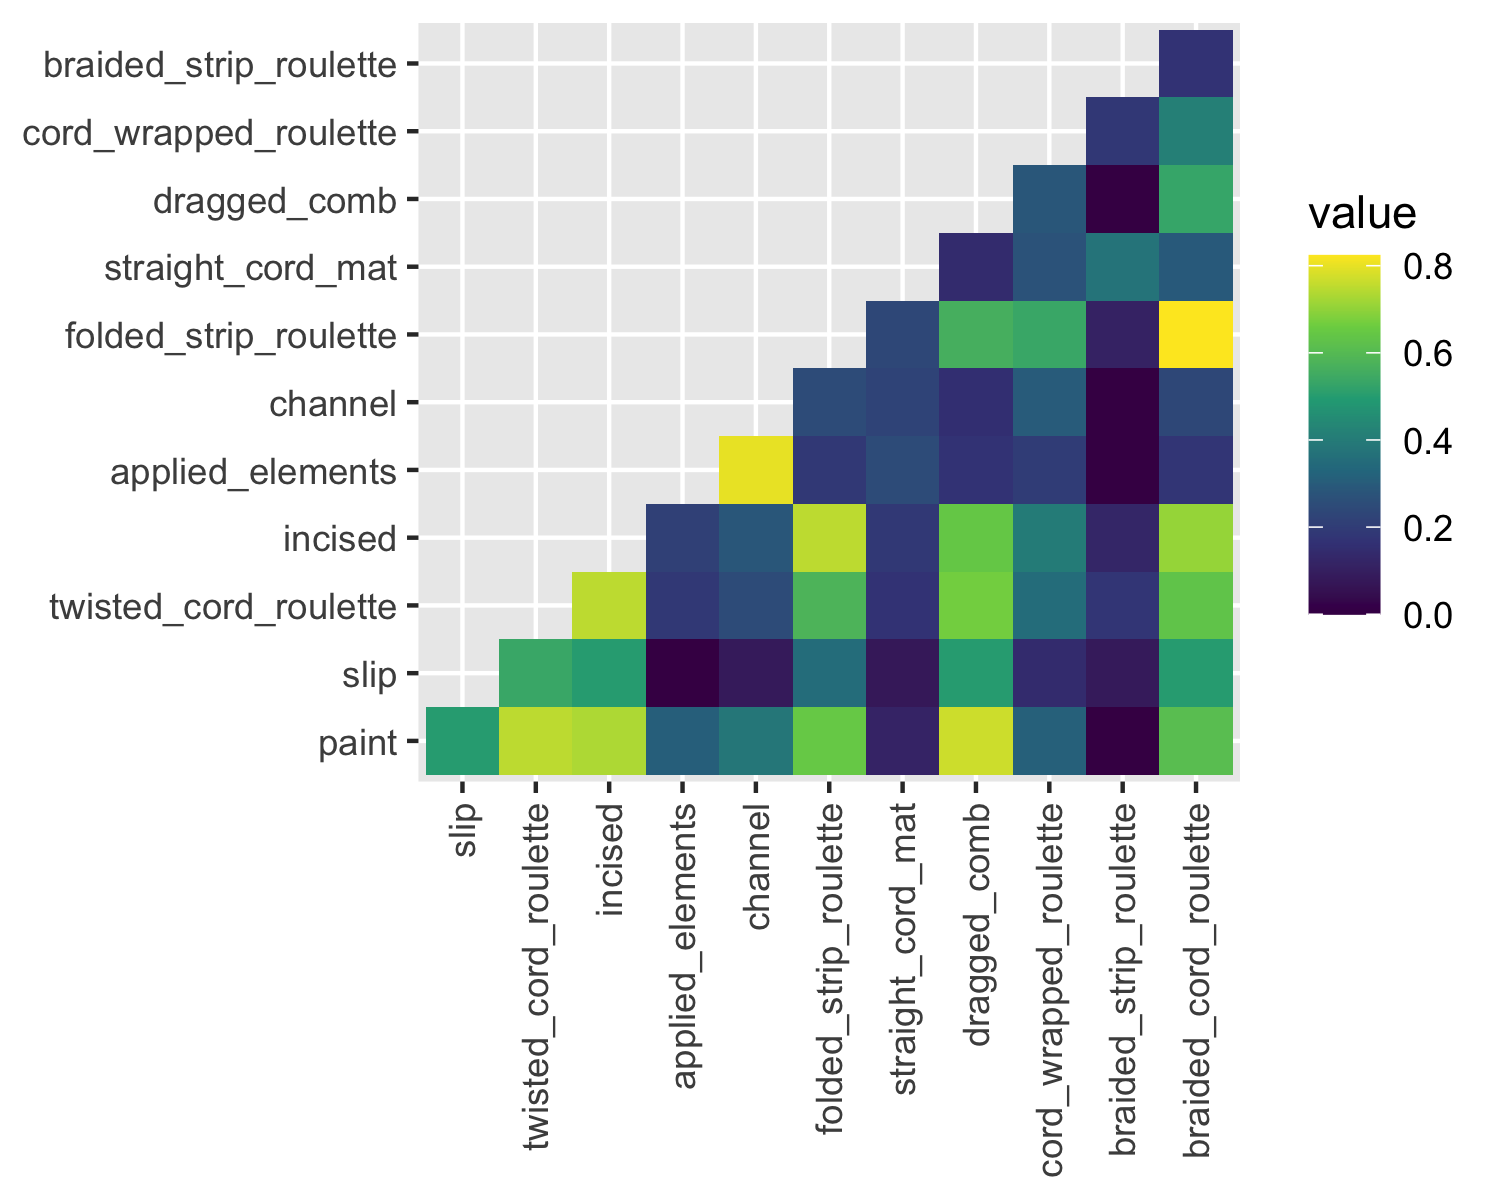 braided_strip_roulette
cord_wrapped_roulette
dragged_comb
straight_cord_mat
folded_strip_roulette
channel
applied_elements
incised
twisted_cord_roulette
slip
paint
slip
twisted_cord_roulette
incised
applied_elements
channel
folded_strip_roulette
straight_cord_mat
dragged_comb
cord_wrapped_roulette
braided_strip_roulette
braided_cord_roulette
value
0.8
0.6
0.4
0.2
0.0